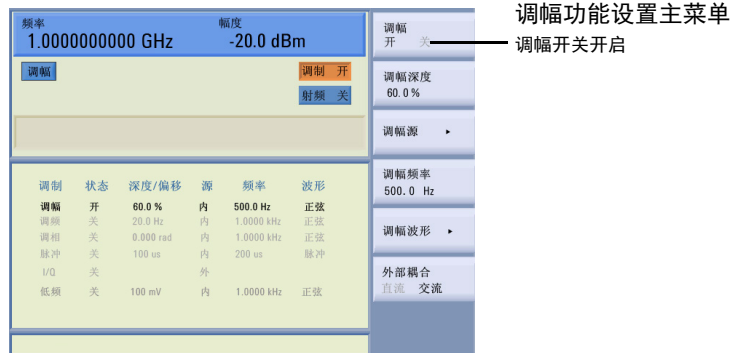 调幅功能设置主菜单
频率 幅度
1.0000000000 GHz -20.0 dBm
调幅
调制 开
射频 关
调幅
开 关
调幅开关开启
调幅深度
60.0%
调幅源
调幅频率
500.0 Hz
调幅波形
外部耦合
直流 交流
调制 状态 深度/偏移 源 频率 波形
调幅 开 60.0 % 内 500.0 Hz 正弦
调频 关 20.0 Hz 内 1.0000 kHz 正弦
调相 关 0.000 rad 内 1.0000 kHz 正弦
脉冲 关 100 us 内 200 us 脉冲
I/Q 关 外
低频 关 100 mV 内 1.0000 kHz 正弦